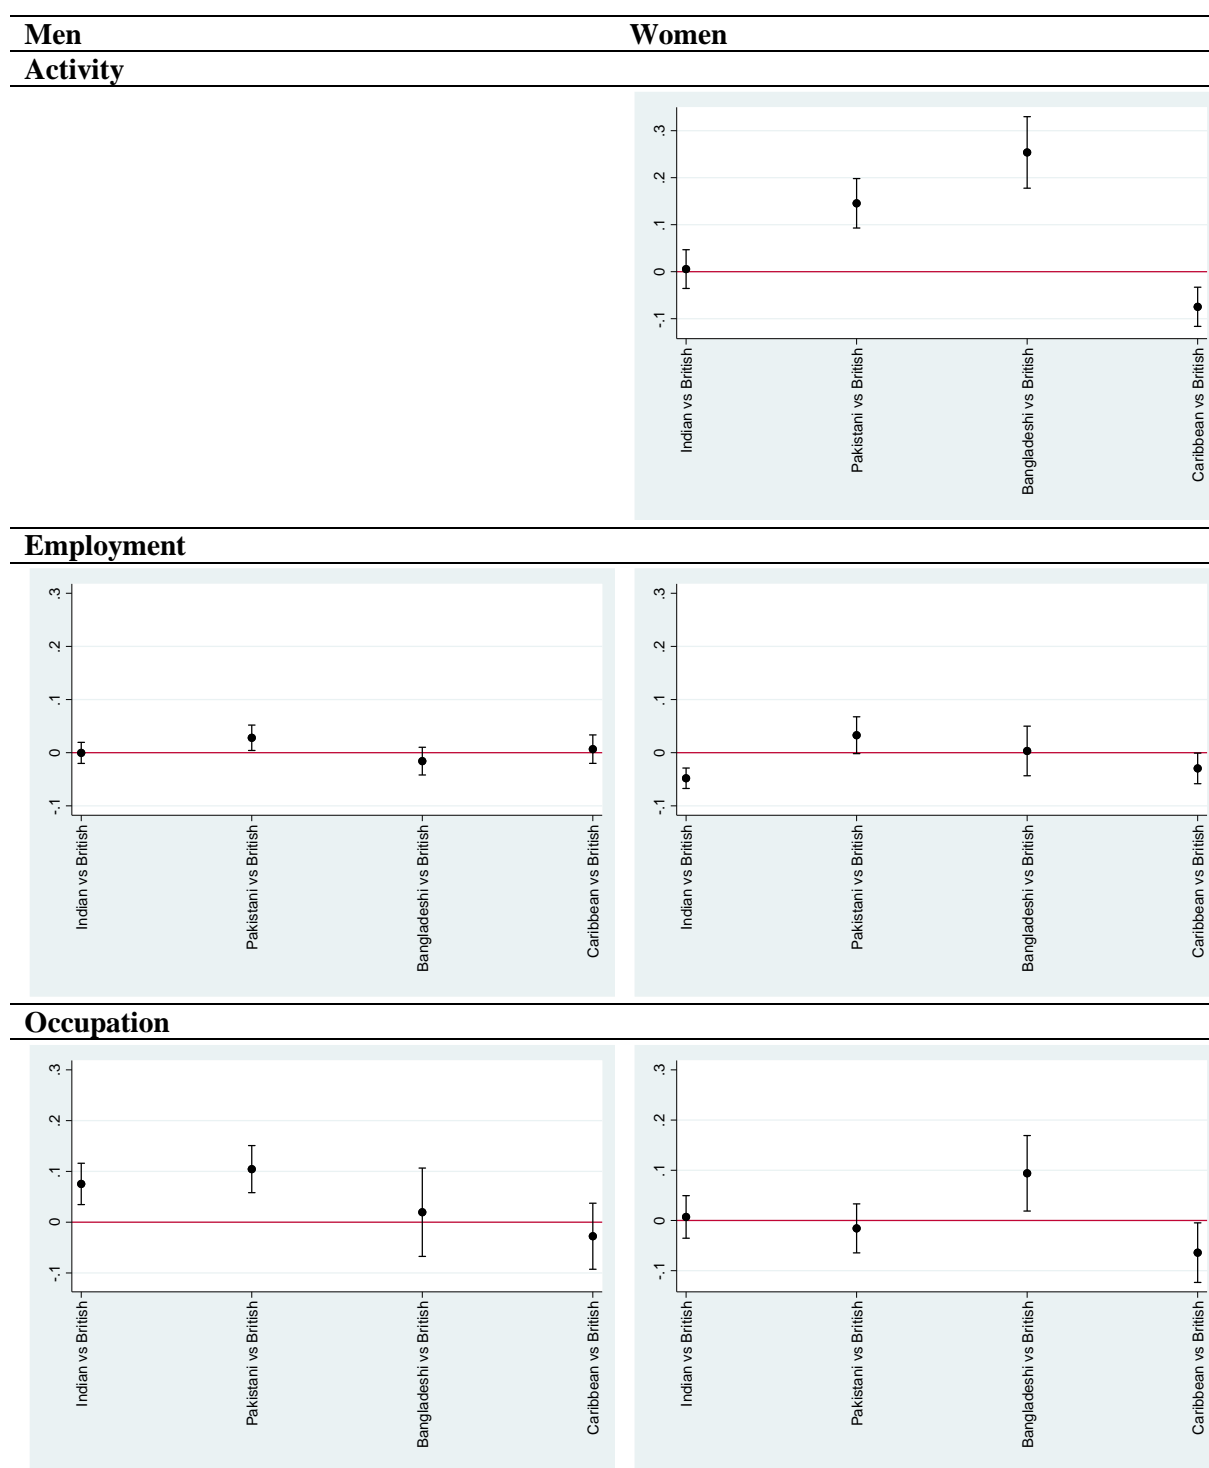 Men Women
Activity
.3
.2
.1
0
-.1
Indian vs British
Pakistani vs British
Bangladeshi vs British
Caribbean vs British
Employment
.3
.2
.1
0
-.1
Indian vs British
Pakistani vs British
Bangladeshi vs British
Caribbean vs British
.3
.2
.1
0
-.1
Indian vs British
Pakistani vs British
Bangladeshi vs British
Caribbean vs British
Occupation
.3
.2
.1
0
-.1
Indian vs British
Pakistani vs British
Bangladeshi vs British
Caribbean vs British
.3
.2
.1
0
-.1
Indian vs British
Pakistani vs British
Bangladeshi vs British
Caribbean vs British